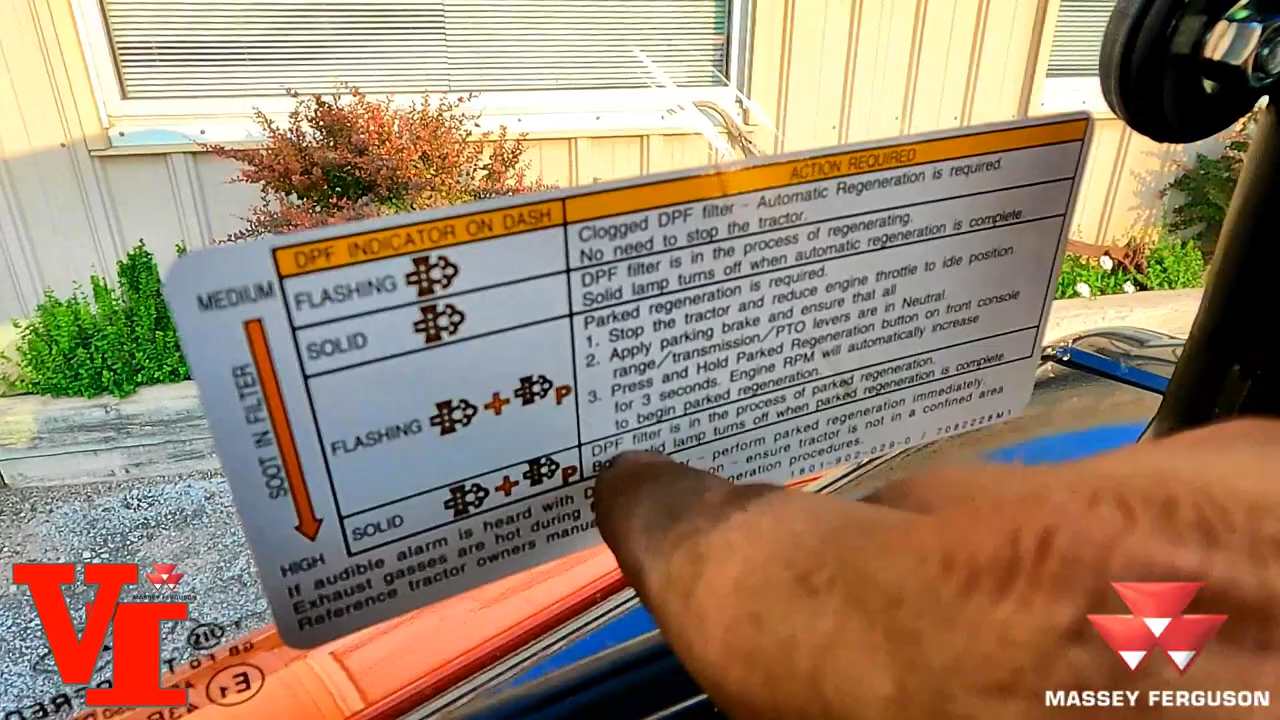 DPF INDICATOR ON DASH
ACTION REQUIRED
MEDIUM
SOOT IN FILTER
HIGH
FLASHING
Clogged DPF filter - Automatic Regeneration is required.
No need to stop the tractor.
SOLID
DPF filter is in the process of regenerating.
Solid lamp turns off when automatic regeneration is complete.
FLASHING + P
Parked regeneration is required.
1. Stop the tractor and reduce engine throttle to idle position.
2. Apply parking brake and ensure that all
range/transmission/PTO levers are in Neutral.
3. Press and Hold Parked Regeneration button on front console
for 3 seconds. Engine RPM will automatically increase
to begin parked regeneration.
SOLID + P
DPF filter is in the process of parked regeneration.
lamp turns off when parked regeneration is complete.
If audible alarm is heard with - perform parked regeneration immediately.
Exhaust gasses are hot during - ensure tractor is not in a confined area
Reference tractor owners procedures.
E1
VI
MASSEY FERGUSON
MASSEY FERGUSON